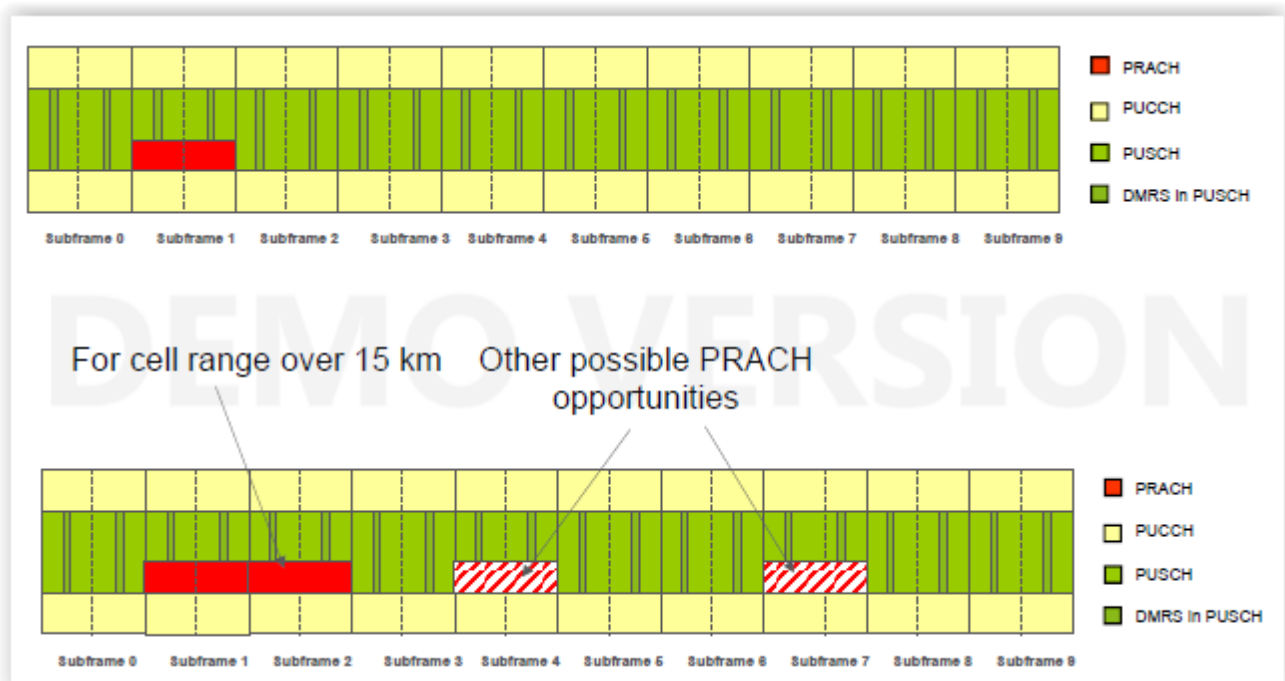 PRACH
PUCCH
PUSCH
DMRS in PUSCH
Subframe 0 Subframe 1 Subframe 2 Subframe 3 Subframe 4 Subframe 5 Subframe 6 Subframe 7 Subframe 8 Subframe 9
DEMO VERSION
For cell range over 15 km
Other possible PRACH
opportunities
PRACH
PUCCH
PUSCH
DMRS in PUSCH
Subframe 0 Subframe 1 Subframe 2 Subframe 3 Subframe 4 Subframe 5 Subframe 6 Subframe 7 Subframe 8 Subframe 9